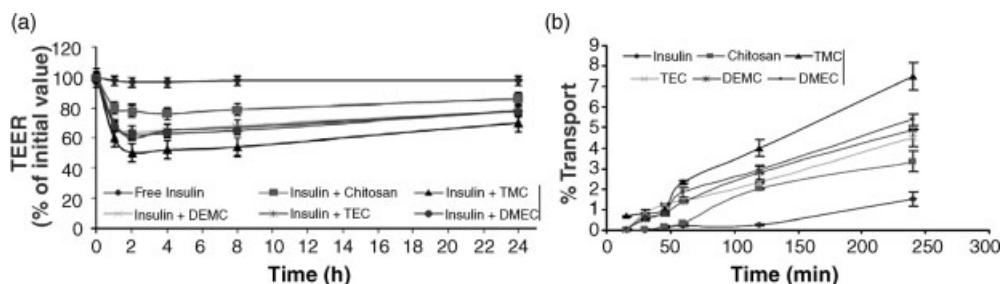 (a)
120
100
80
60
40
20
0
TEER
(% of initial value)
Free Insulin
Insulin + Chitosan
Insulin + TMC
Insulin + DEMC
Insulin + TEC
Insulin + DMEC
0 2 4 6 8 10 12 14 16 18 20 22 24
Time (h)
(b)
9
8
7
6
5
4
3
2
1
0
% Transport
Insulin Chitosan TMC
TEC DEMC DMEC
0 50 100 150 200 250 300
Time (min)